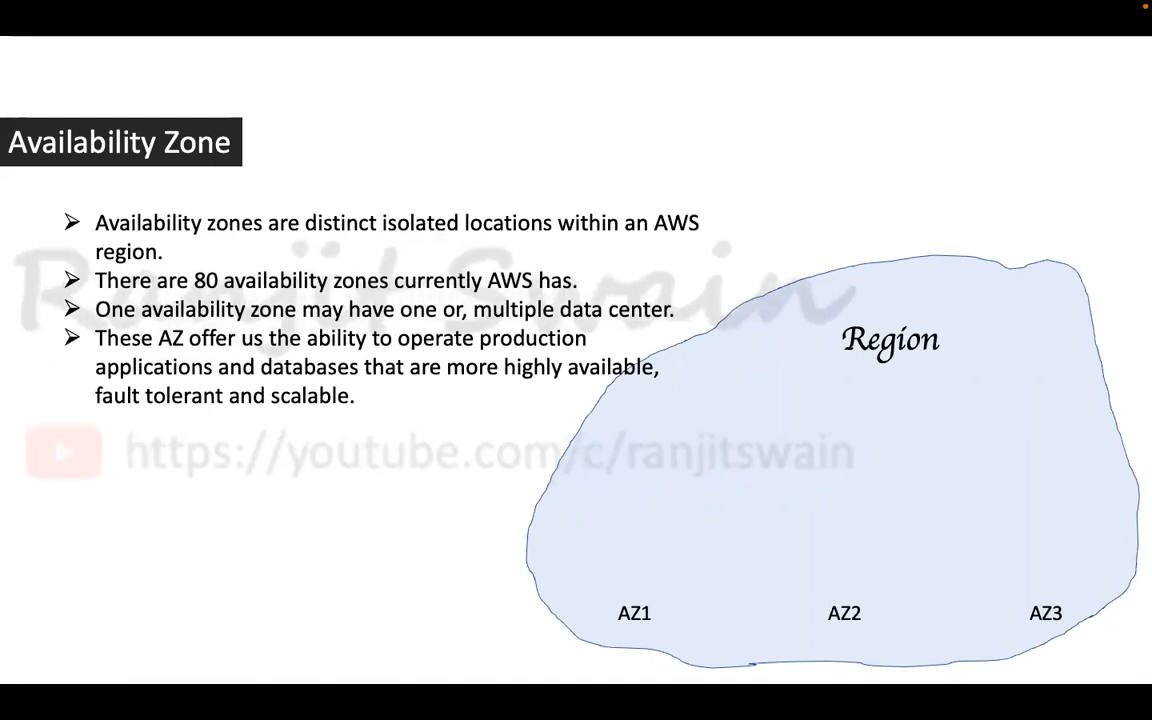 Availability Zone
➢ Availability zones are distinct isolated locations within an AWS
region.
➢ There are 80 availability zones currently AWS has.
➢ One availability zone may have one or, multiple data center.
➢ These AZ offer us the ability to operate production
applications and databases that are more highly available,
fault tolerant and scalable.
Ranjit Swain
https://youtube.com/c/ranjitswain
Region
AZ1 AZ2 AZ3